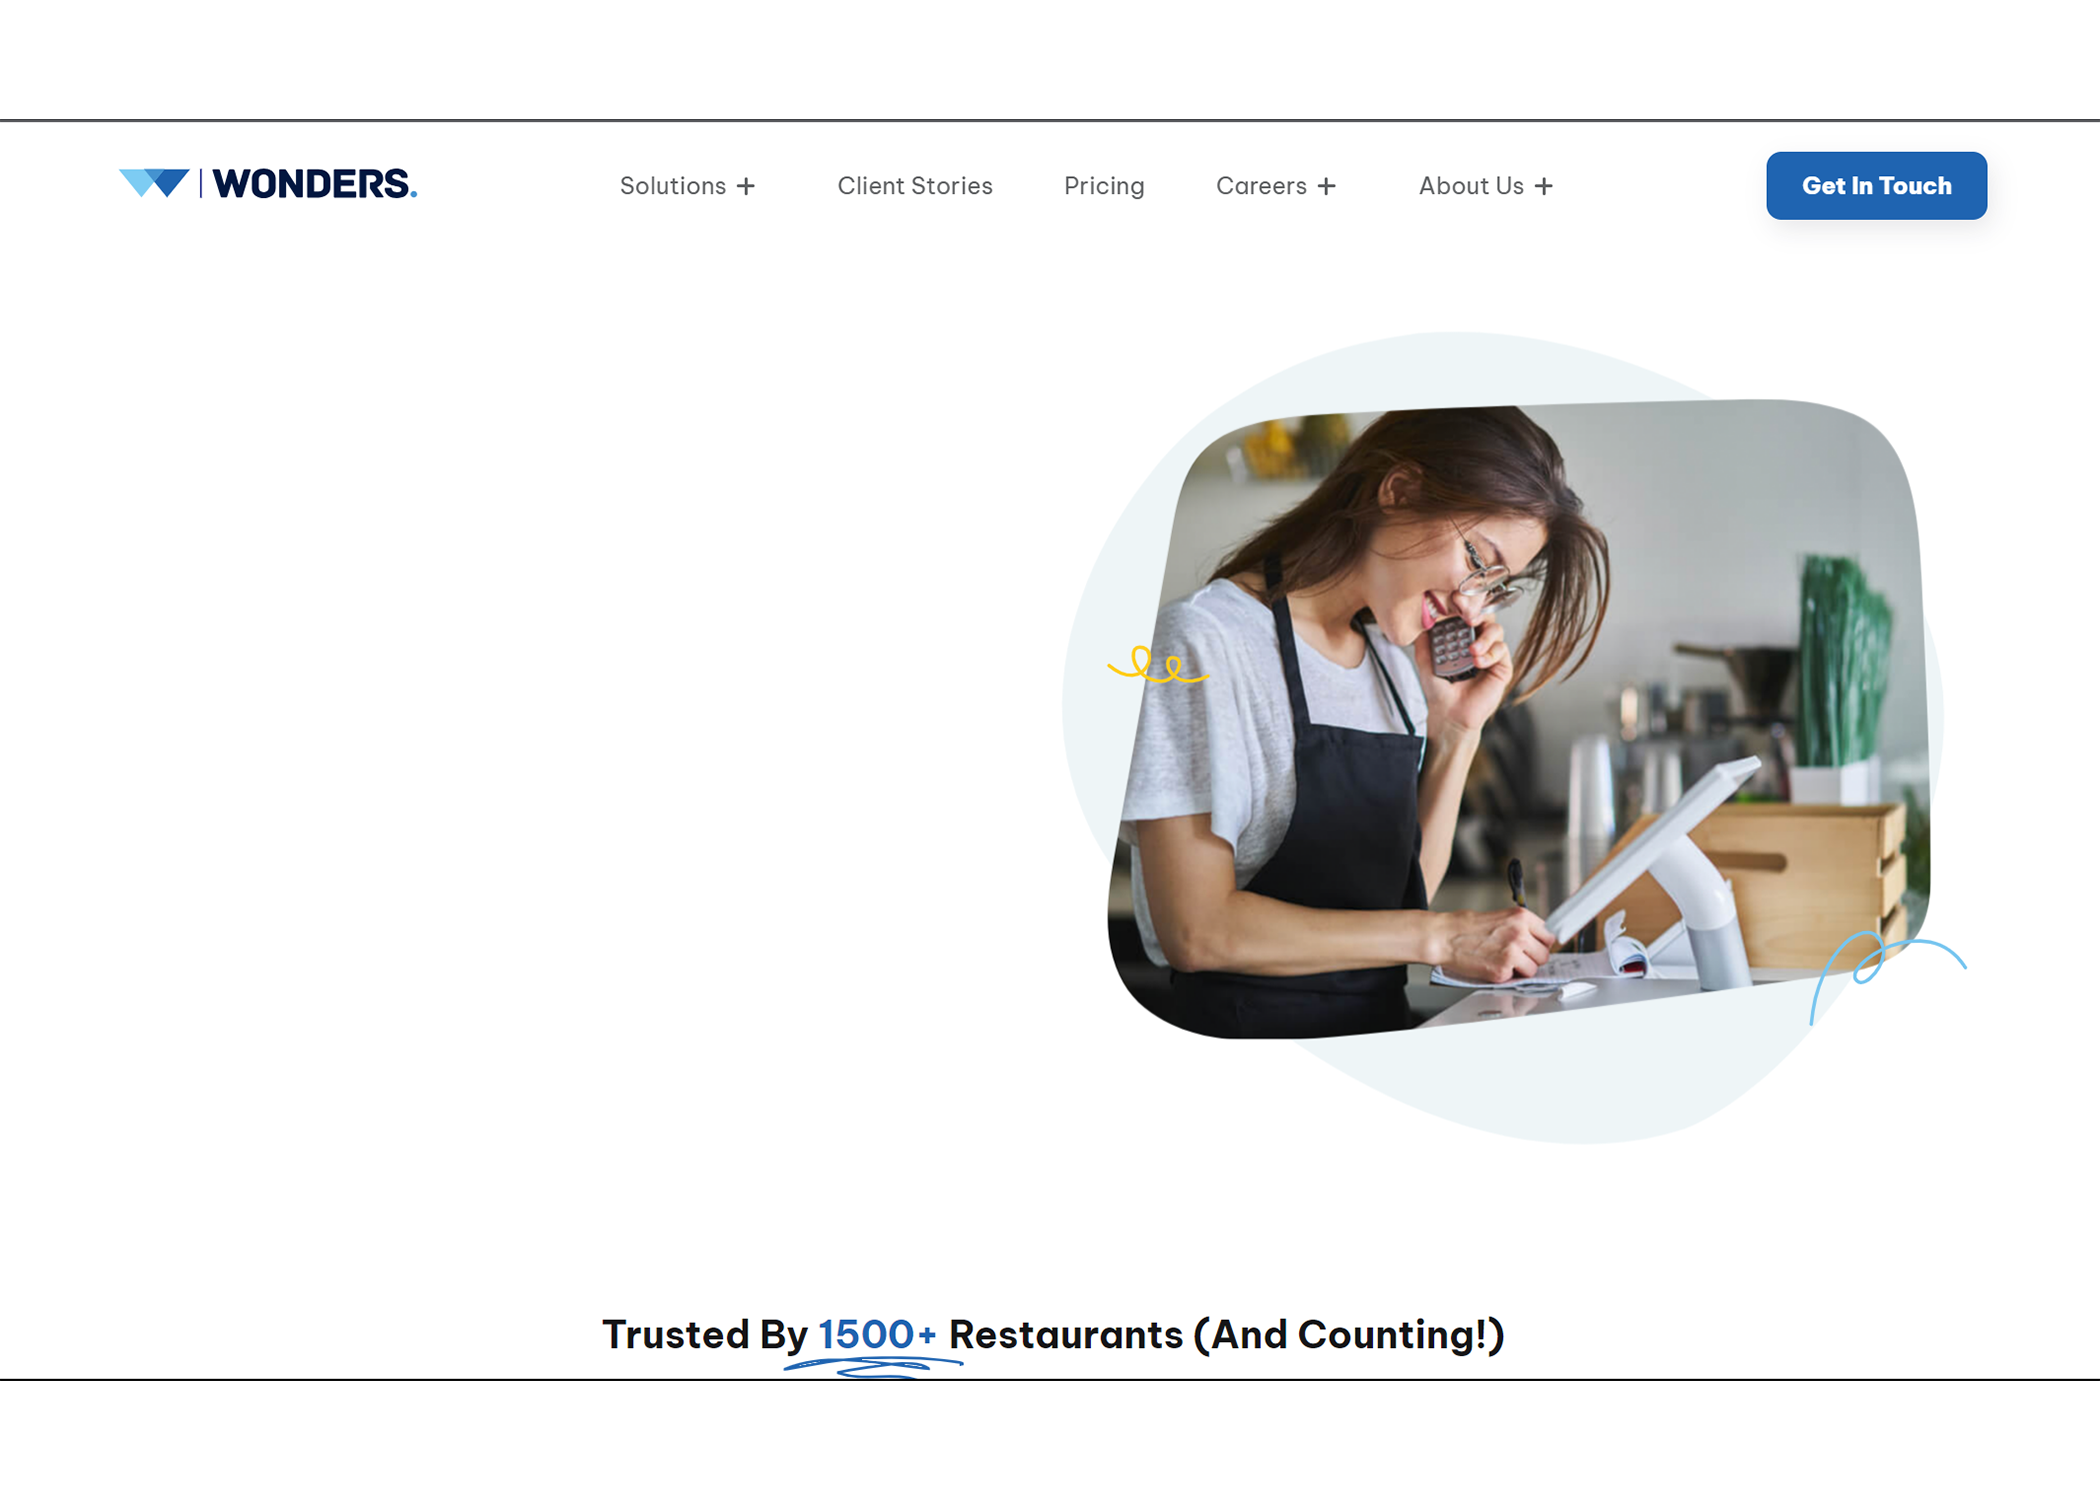 WONDERS.
Solutions + Client Stories Pricing Careers + About Us + Get In Touch
Trusted By 1500+ Restaurants (And Counting!)